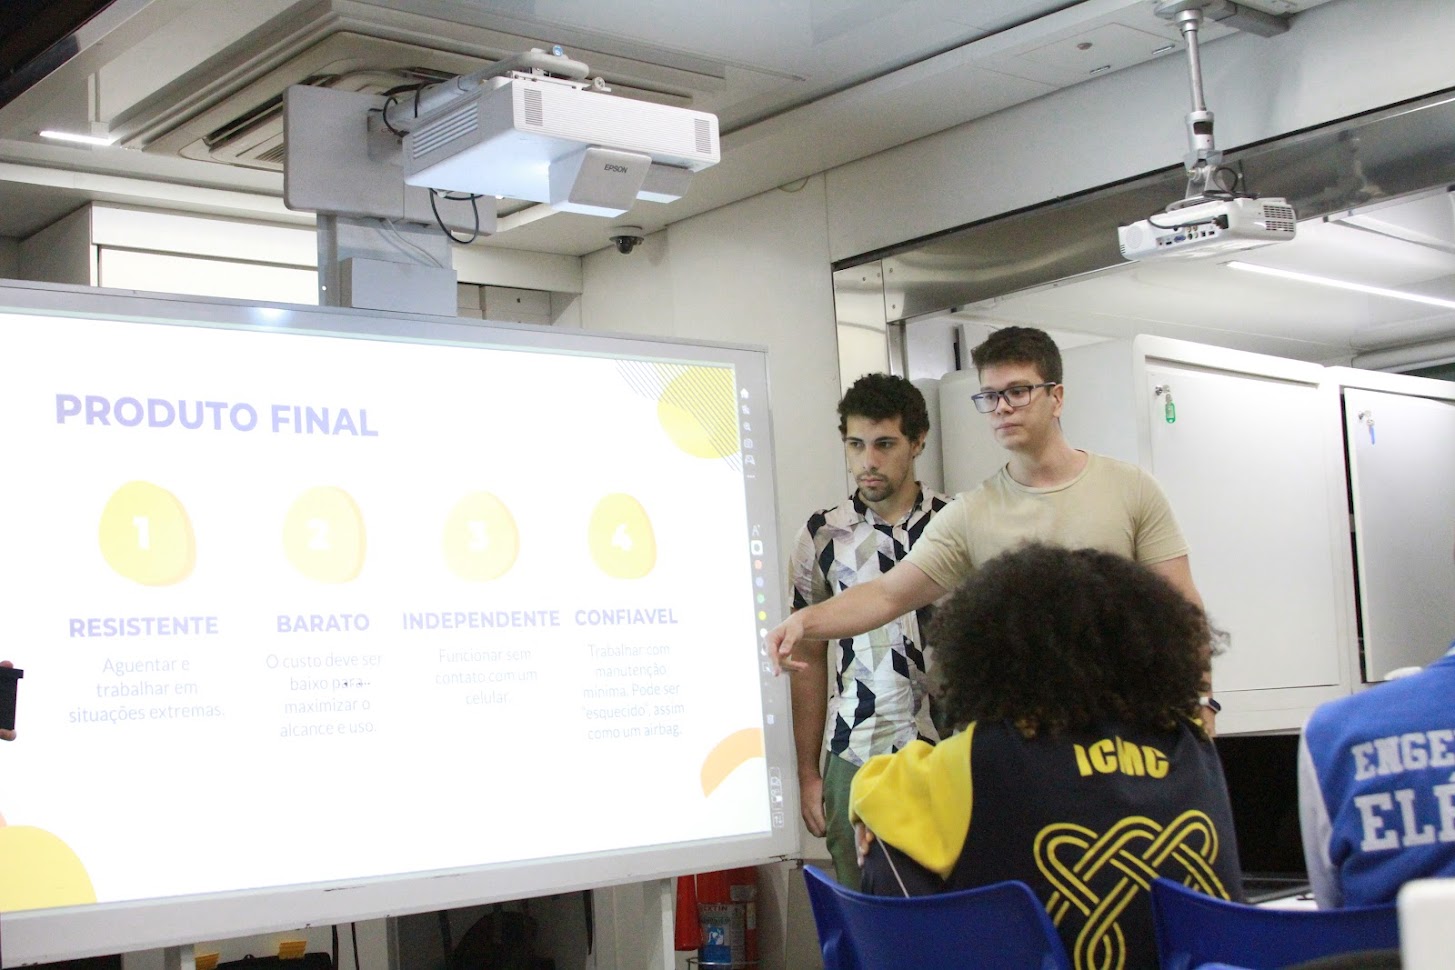 EPSON
PRODUTO FINAL
1
2
3
4
RESISTENTE
Aguentar e
trabalhar em
situações extremas.
BARATO
O custo deve ser
baixo para
maximizar o
alcance e uso.
INDEPENDENTE
Funcionar sem
contato com um
celular.
CONFIAVEL
Trabalhar com
manutenção
mínima. Pode ser
"esquecido", assim
como um airbag.
ICMC
ENGE
ELÉ